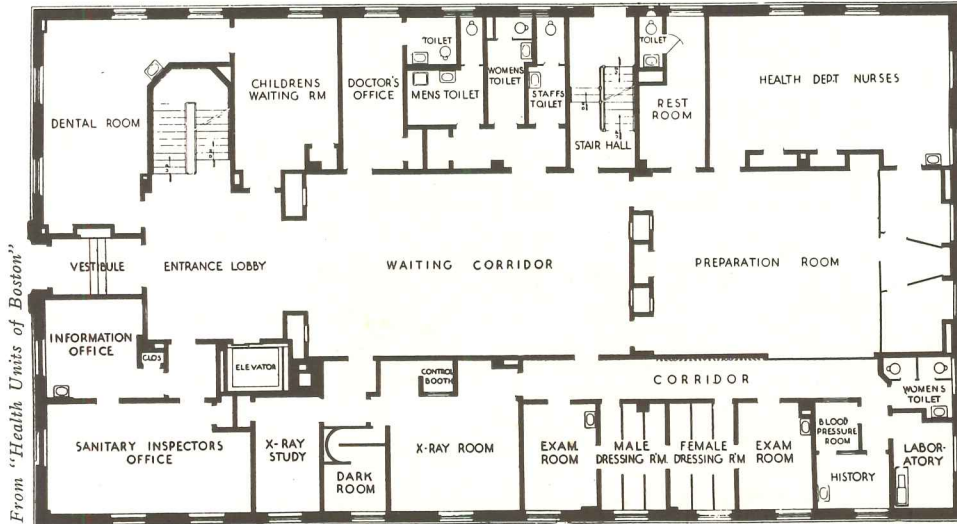 From "Health Units of Boston"
DENTAL ROOM
CHILDRENS
WAITING RM
DOCTOR'S
OFFICE
TOILET
MENS TOILET
WOMENS
TOILET
STAFFS
TOILET
STAIR HALL
TOILET
REST
ROOM
HEALTH DEPT NURSES
VESTIBULE
ENTRANCE LOBBY
WAITING CORRIDOR
PREPARATION ROOM
INFORMATION
OFFICE
CLOS
ELEVATOR
CONTROL
BOOTH
CORRIDOR
WOMEN'S
TOILET
SANITARY INSPECTORS
OFFICE
X-RAY
STUDY
DARK
ROOM
X-RAY ROOM
EXAM.
ROOM
MALE
DRESSING R'M.
FEMALE
DRESSING R'M
EXAM
ROOM
BLOOD
PRESSURE
ROOM
HISTORY
LABOR-
ATORY